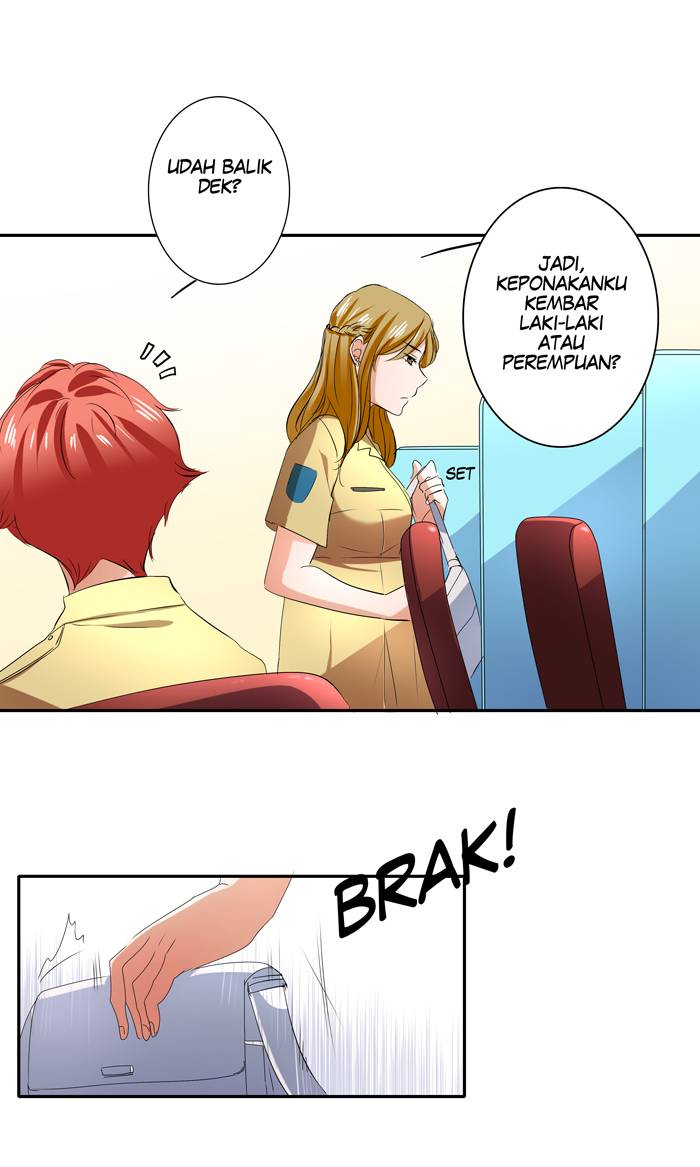 UDAH BALIK
DEK?
JADI,
KEPONAKANKU
KEMBAR
LAKI-LAKI
ATAU
PEREMPUAN?
SET
BRAK!